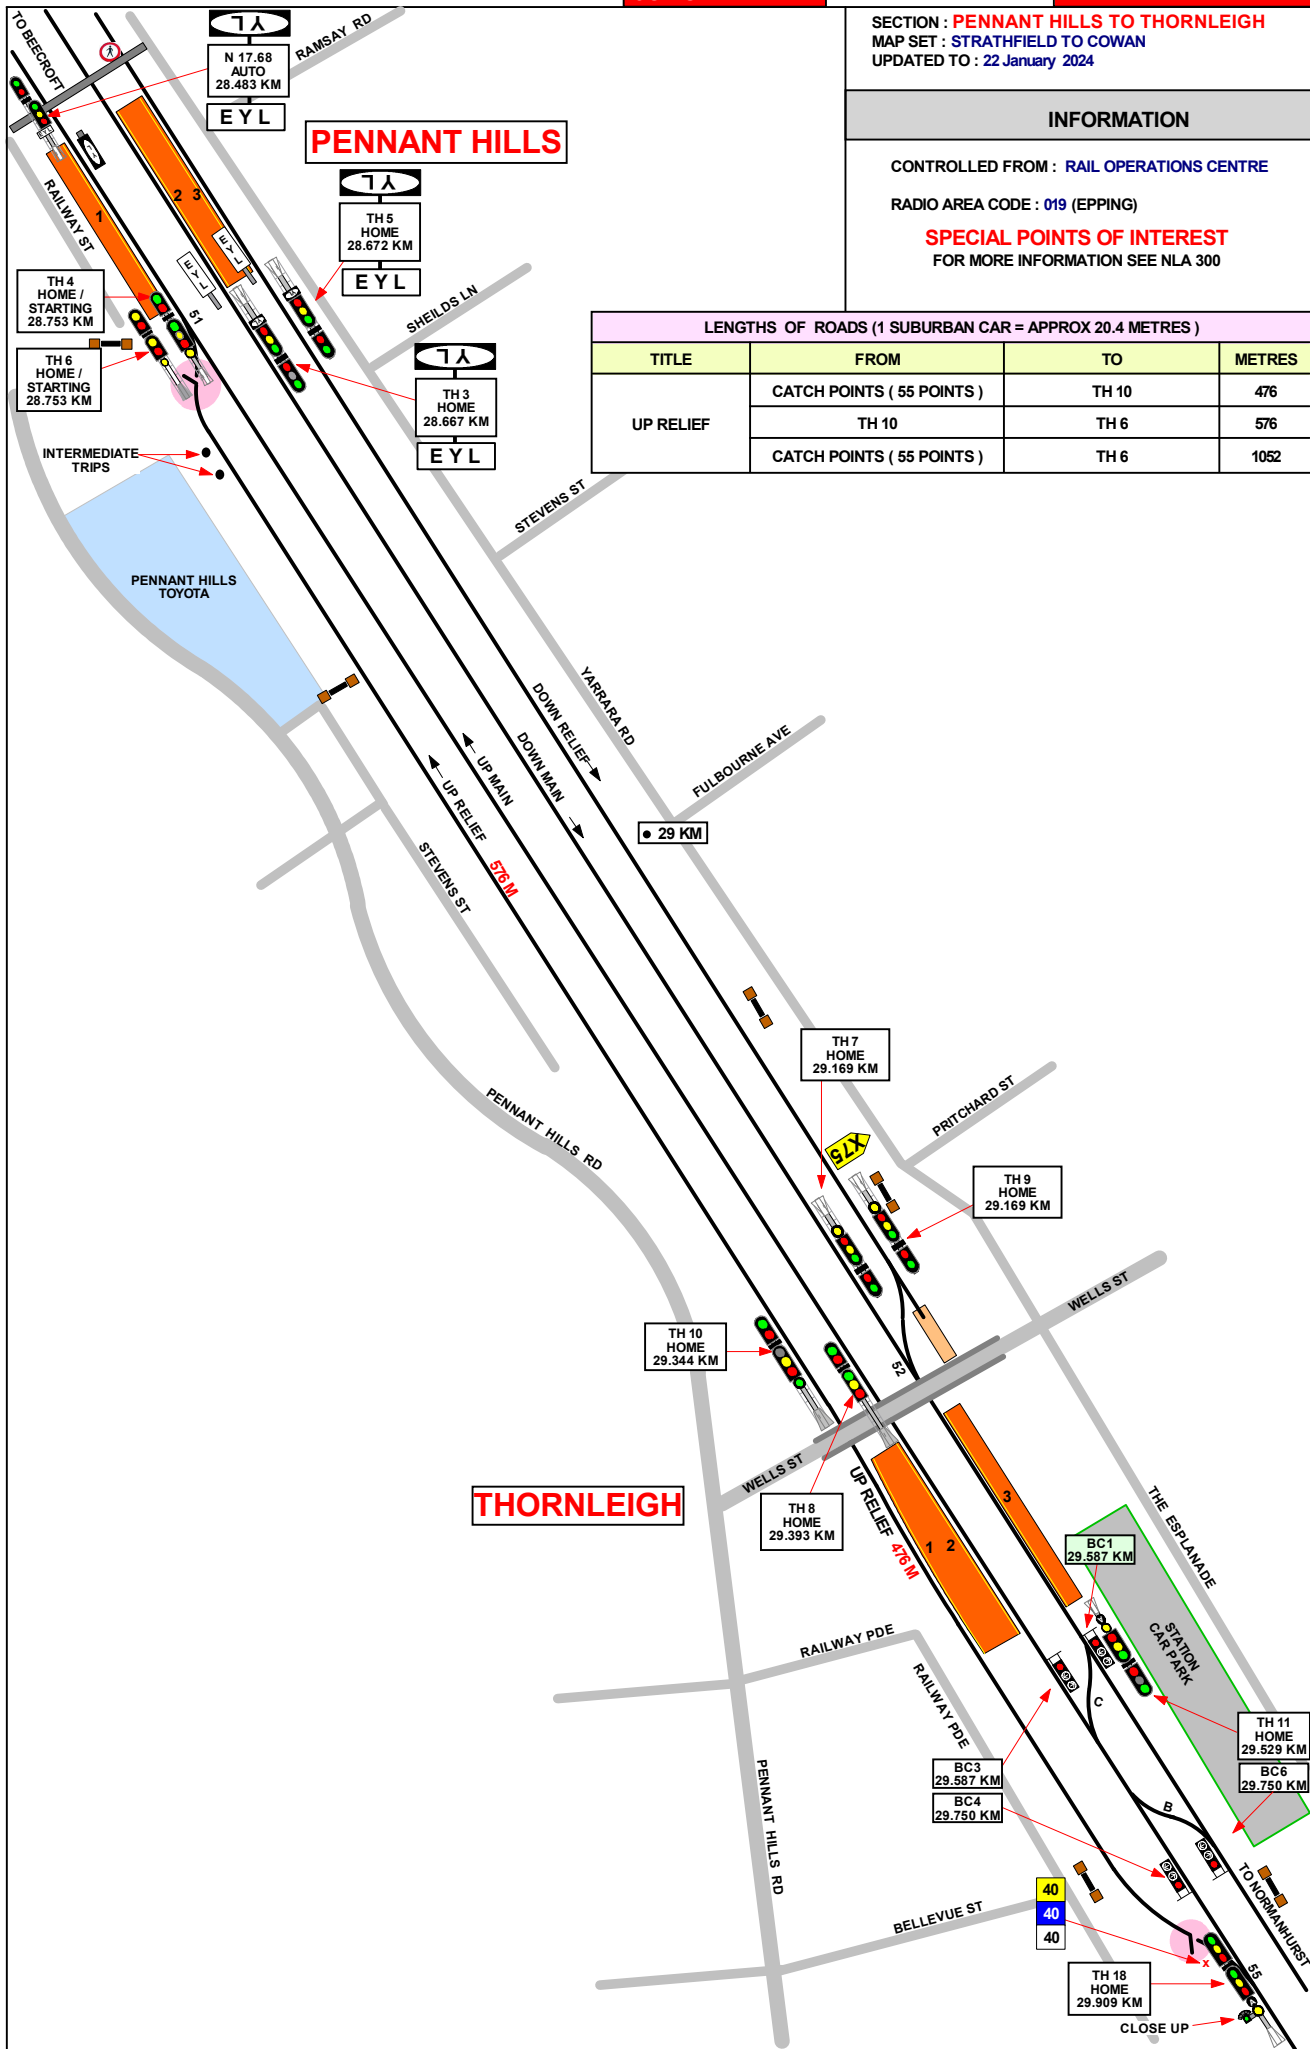 SECTION : PENNANT HILLS TO THORNLEIGH
MAP SET : STRATHFIELD TO COWAN
UPDATED TO : 22 January 2024
INFORMATION
CONTROLLED FROM : RAIL OPERATIONS CENTRE
RADIO AREA CODE : 019 (EPPING)
SPECIAL POINTS OF INTEREST
FOR MORE INFORMATION SEE NLA 300
LENGTHS OF ROADS (1 SUBURBAN CAR = APPROX 20.4 METRES )
TITLE FROM TO METRES
UP RELIEF
CATCH POINTS ( 55 POINTS ) TH 10 476
TH 10 TH 6 576
CATCH POINTS ( 55 POINTS ) TH 6 1052
TO BEECROFT
YL
N 17.68
AUTO
28.483 KM
E Y L
RAMSAY RD
PENNANT HILLS
RAILWAY ST
1
2 3
E Y L
E Y L
YL
TH 5
HOME
28.672 KM
E Y L
TH 4
HOME /
STARTING
28.753 KM
51
SHEILDS LN
TH 6
HOME /
STARTING
28.753 KM
YL
TH 3
HOME
28.667 KM
E Y L
INTERMEDIATE
TRIPS
STEVENS ST
PENNANT HILLS
TOYOTA
YARRARA RD
DOWN RELIEF
DOWN MAIN
UP MAIN
UP RELIEF
576 M
FULBOURNE AVE
29 KM
STEVENS ST
TH 7
HOME
29.169 KM
PENNANT HILLS RD
PRITCHARD ST
X75
TH 9
HOME
29.169 KM
WELLS ST
TH 10
HOME
29.344 KM
52
WELLS ST
THORNLEIGH
TH 8
HOME
29.393 KM
UP RELIEF
476 M
1 2
3
THE ESPLANADE
BC1
29.587 KM
STATION
CAR PARK
RAILWAY PDE
RAILWAY PDE
C
TH 11
HOME
29.529 KM
BC3
29.587 KM
BC6
29.750 KM
BC4
29.750 KM
B
PENNANT HILLS RD
TO NORMANHURST
40
40
40
BELLEVUE ST
x
55
TH 18
HOME
29.909 KM
CLOSE UP